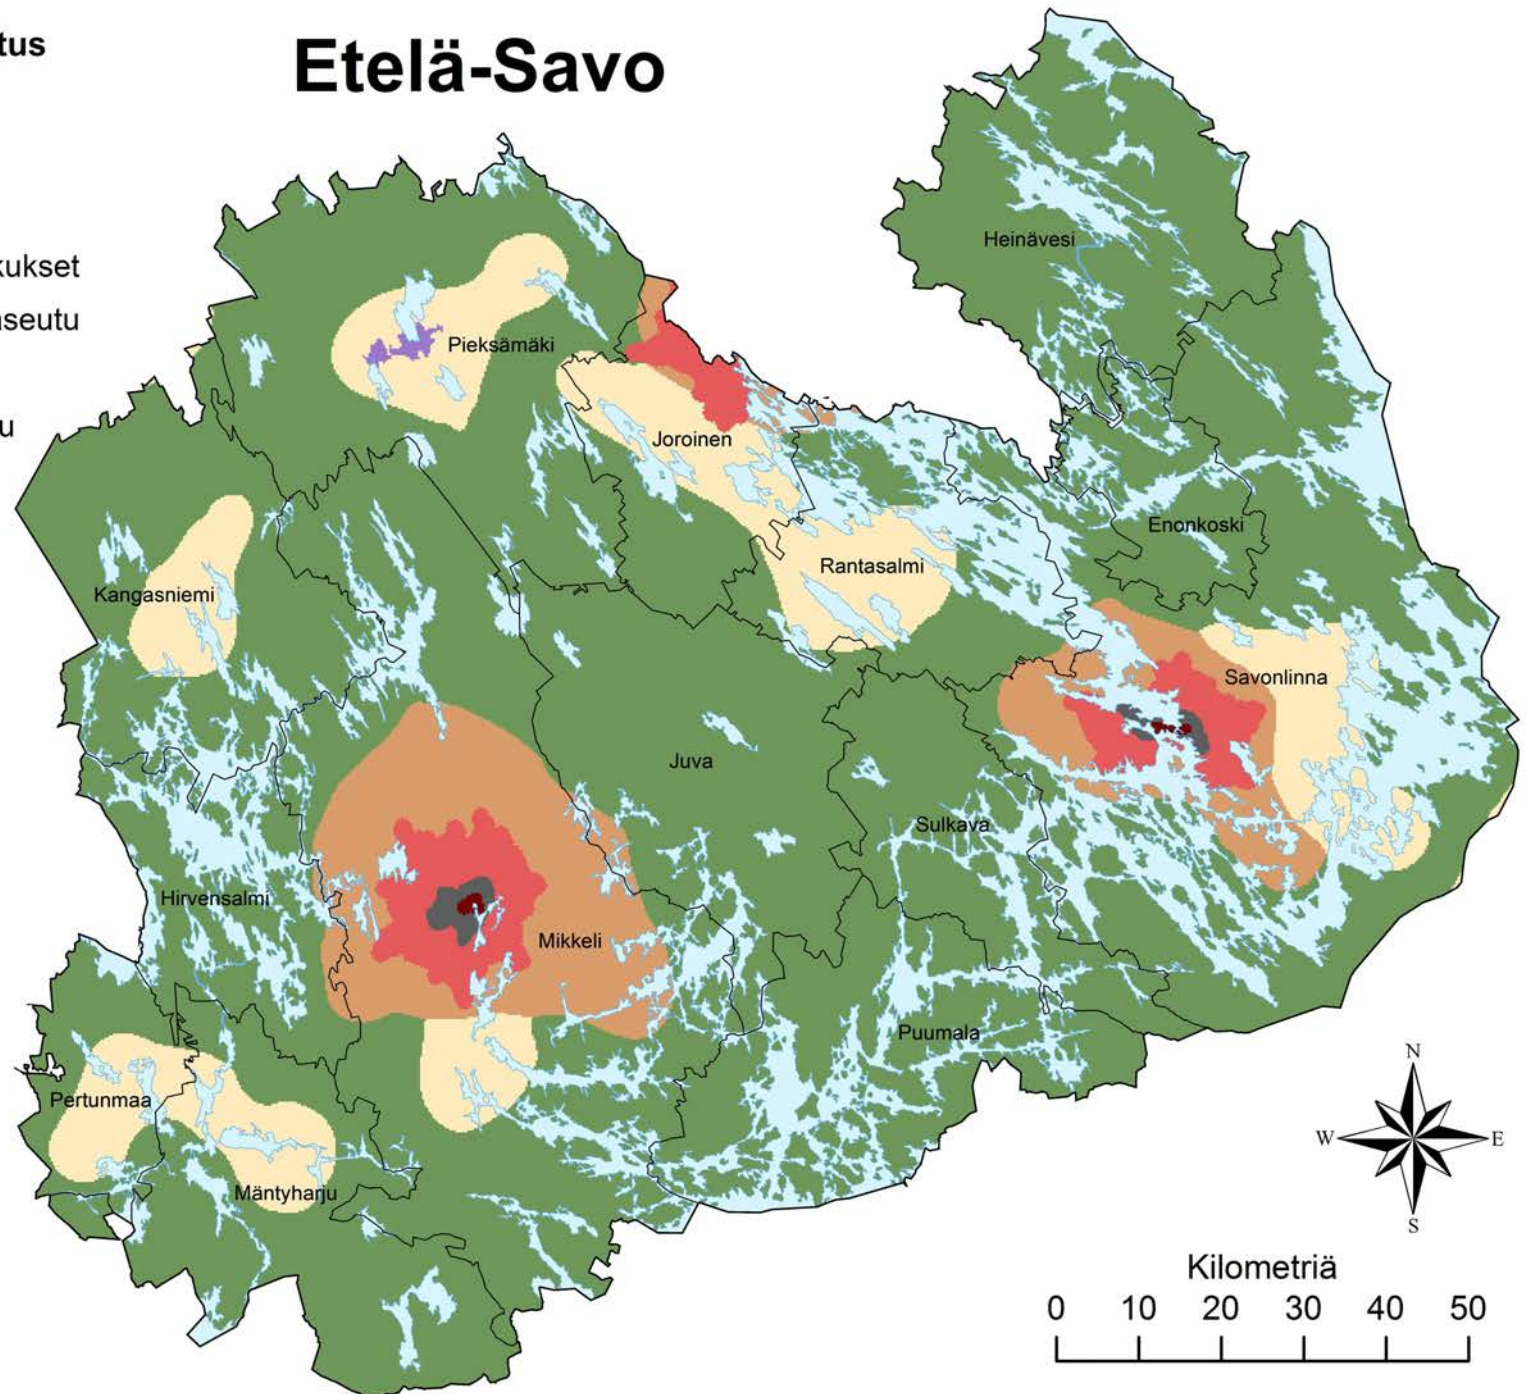 tus
Etelä-Savo
Heinävesi
kukset
aseutu
Pieksämäki
u
Joroinen
Enonkoski
Rantasalmi
Kangasniemi
Savonlinna
Juva
Sulkava
Hirvensalmi
Mikkeli
Puumala
Pertunmaa
Mäntyharju
N
W E
S
Kilometriä
0 10 20 30 40 50